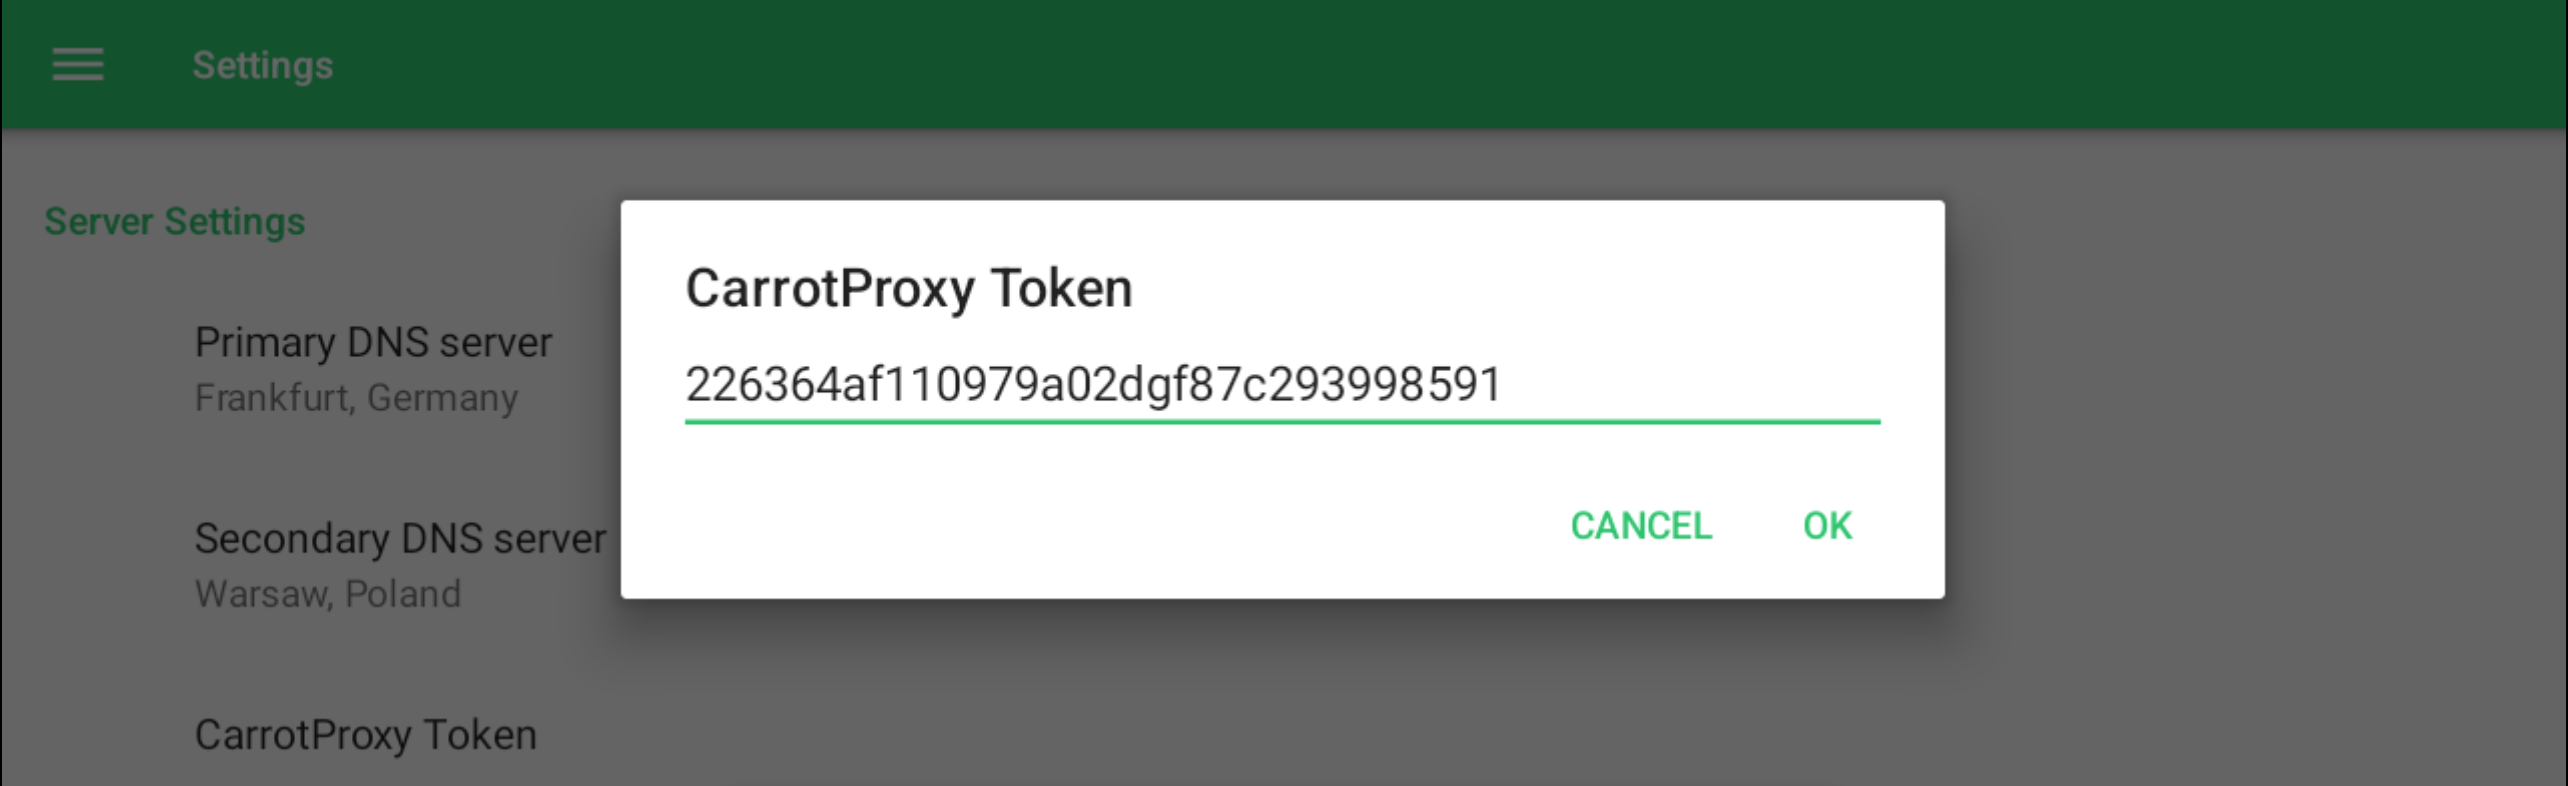 Settings
Server Settings
Primary DNS server
Frankfurt, Germany
Secondary DNS server
Warsaw, Poland
CarrotProxy Token
CarrotProxy Token
226364af110979a02dgf87c293998591
CANCEL OK